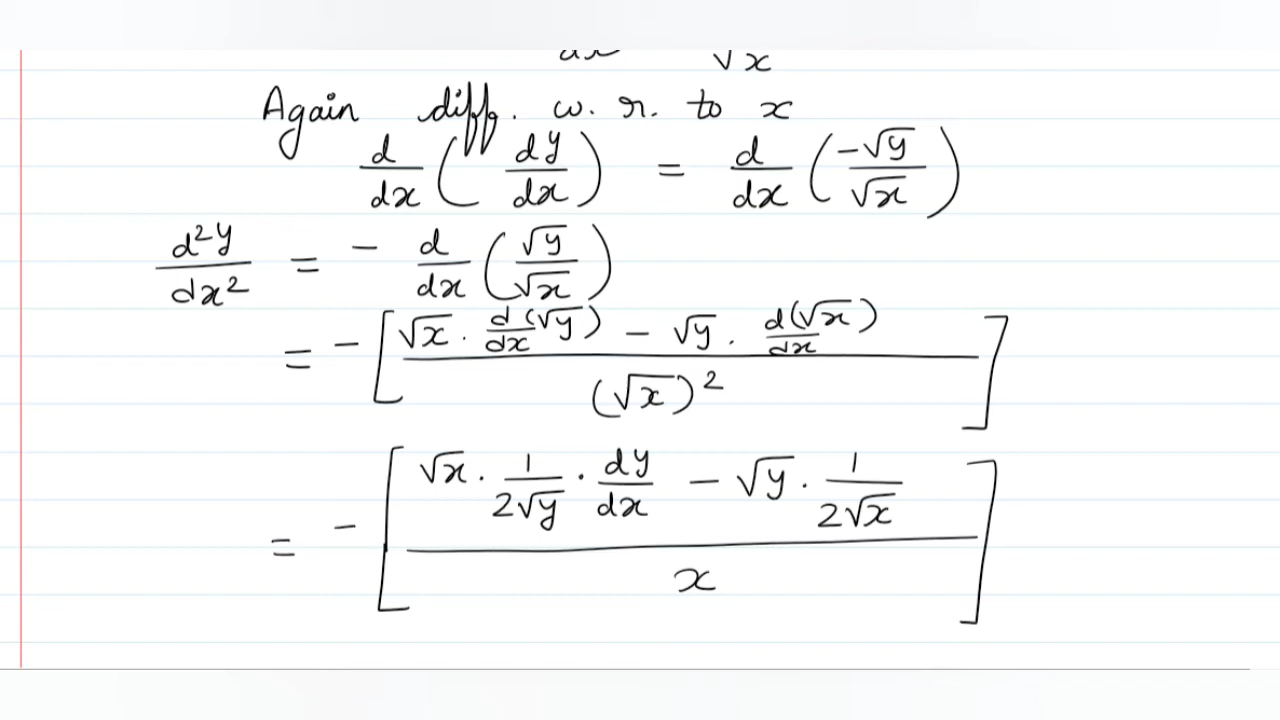 √x
Again diff. w. r. to x
d/dx ( dy/dx ) = d/dx ( -√y/√x )
d²y/dx² = - d/dx ( √y/√x )
= - [ (√x · d/dx (√y) - √y · d/dx (√x)) / (√x)² ]
= - [ (√x · 1/2√y · dy/dx - √y · 1/2√x) / x ]